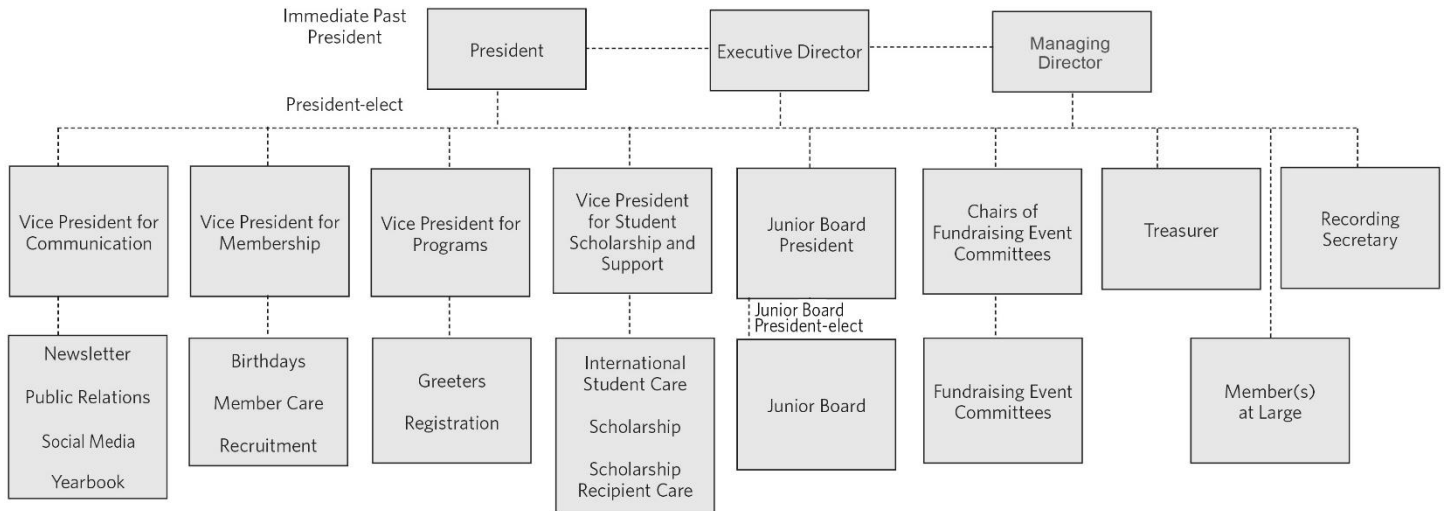 Immediate Past
President
President
Executive Director
Managing
Director
President-elect
Vice President for
Communication
Vice President for
Membership
Vice President for
Programs
Vice President
for Student
Scholarship and
Support
Junior Board
President
Chairs of
Fundraising Event
Committees
Treasurer
Recording
Secretary
Junior Board
President-elect
Newsletter
Public Relations
Social Media
Yearbook
Birthdays
Member Care
Recruitment
Greeters
Registration
International
Student Care
Scholarship
Scholarship
Recipient Care
Junior Board
Fundraising Event
Committees
Member(s)
at Large